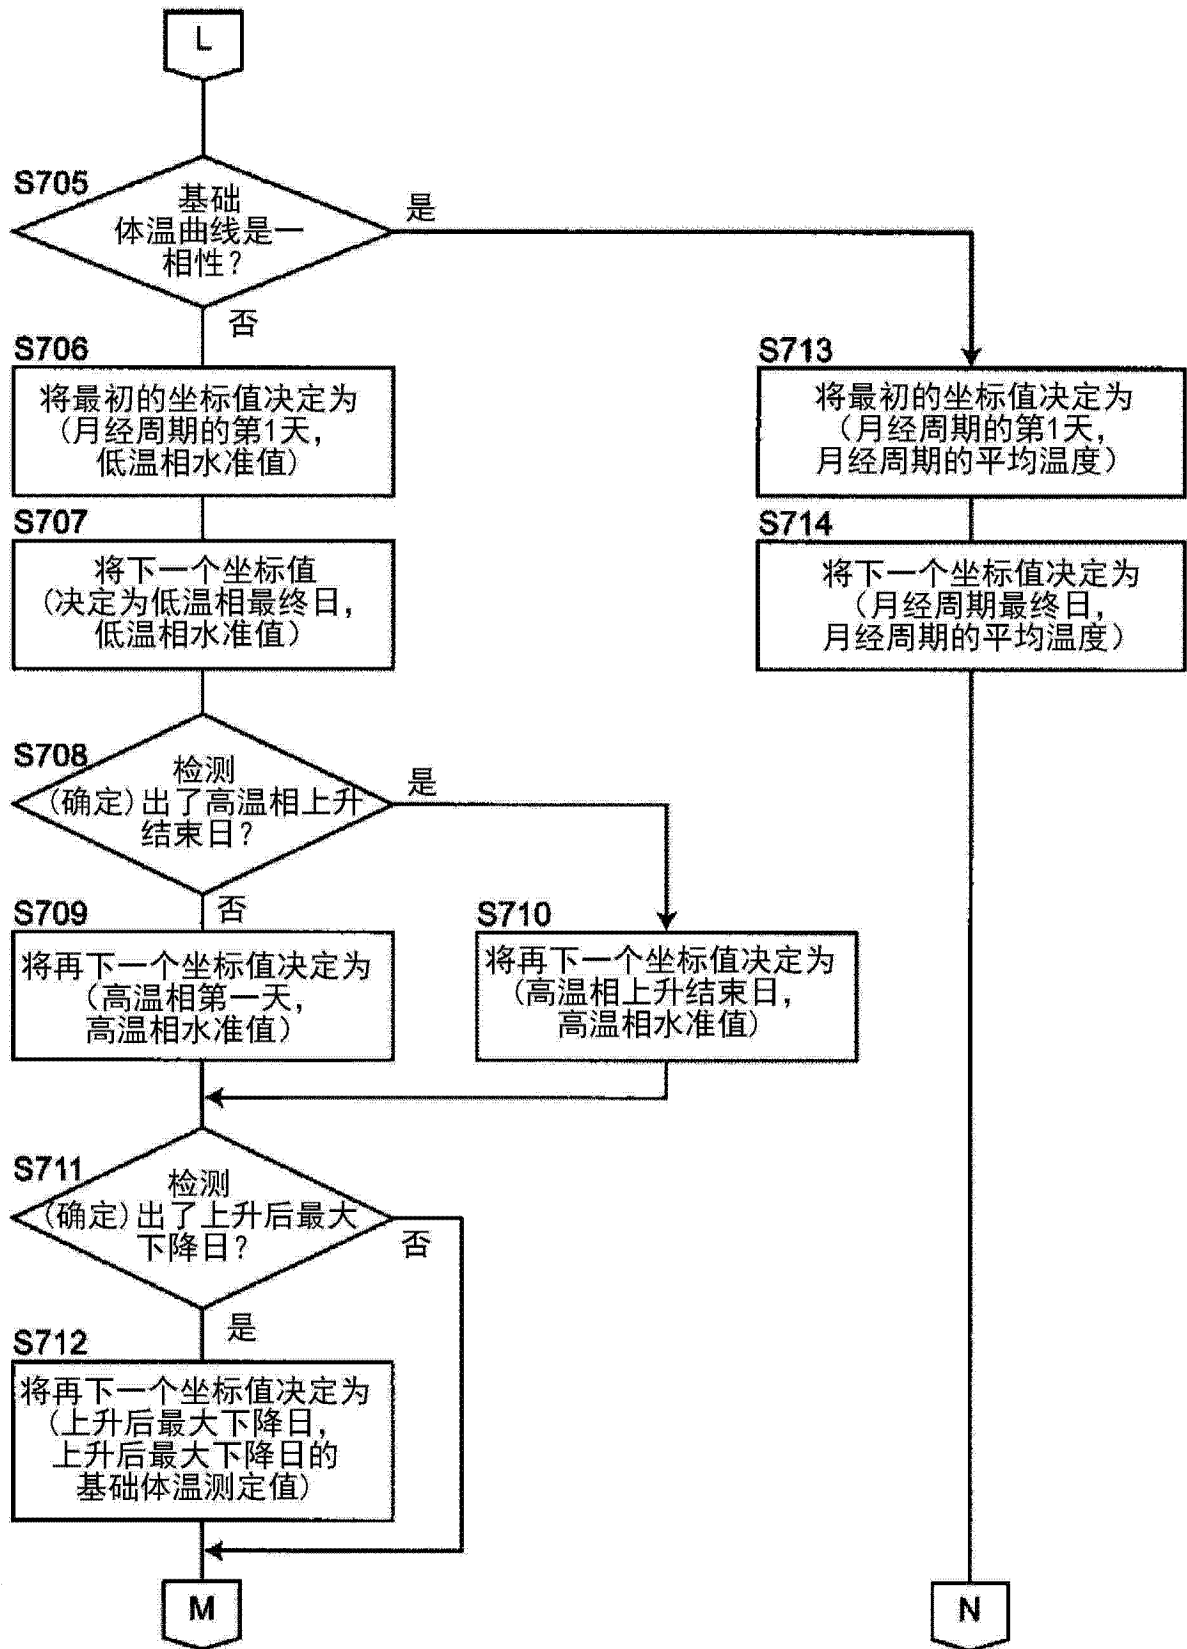 L
S705
基础
体温曲线是一
相性？
是
否
S706
将最初的坐标值决定为
(月经周期的第1天，
低温相水准值)
S713
将最初的坐标值决定为
(月经周期的第1天，
月经周期的平均温度)
S707
将下一个坐标值
(决定为低温相最终日，
低温相水准值)
S714
将下一个坐标值决定为
(月经周期最终日，
月经周期的平均温度)
S708
检测
(确定)出了高温相上升
结束日？
是
否
S709
将再下一个坐标值决定为
(高温相第一天，
高温相水准值)
S710
将再下一个坐标值决定为
(高温相上升结束日，
高温相水准值)
S711
检测
(确定)出了上升后最大
下降日？
否
是
S712
将再下一个坐标值决定为
(上升后最大下降日，
上升后最大下降日的
基础体温测定值)
M
N